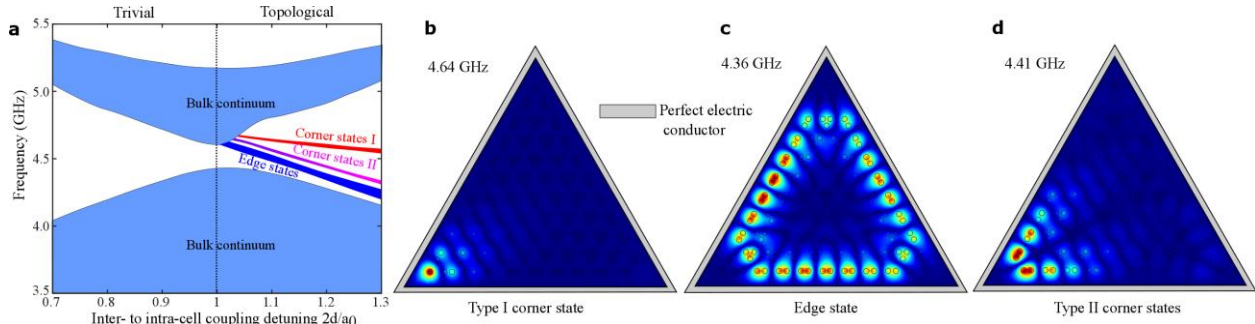 Trivial Topological
a
5.5
5.0
4.5
4.0
3.5
Frequency (GHz)
Bulk continuum
Corner states I
Corner states II
Edge states
Bulk continuum
0.7 0.8 0.9 1 1.1 1.2 1.3
Inter- to intra-cell coupling detuning 2d/a0
b
4.64 GHz
Type I corner state
Perfect electric
conductor
c
4.36 GHz
Edge state
d
4.41 GHz
Type II corner states